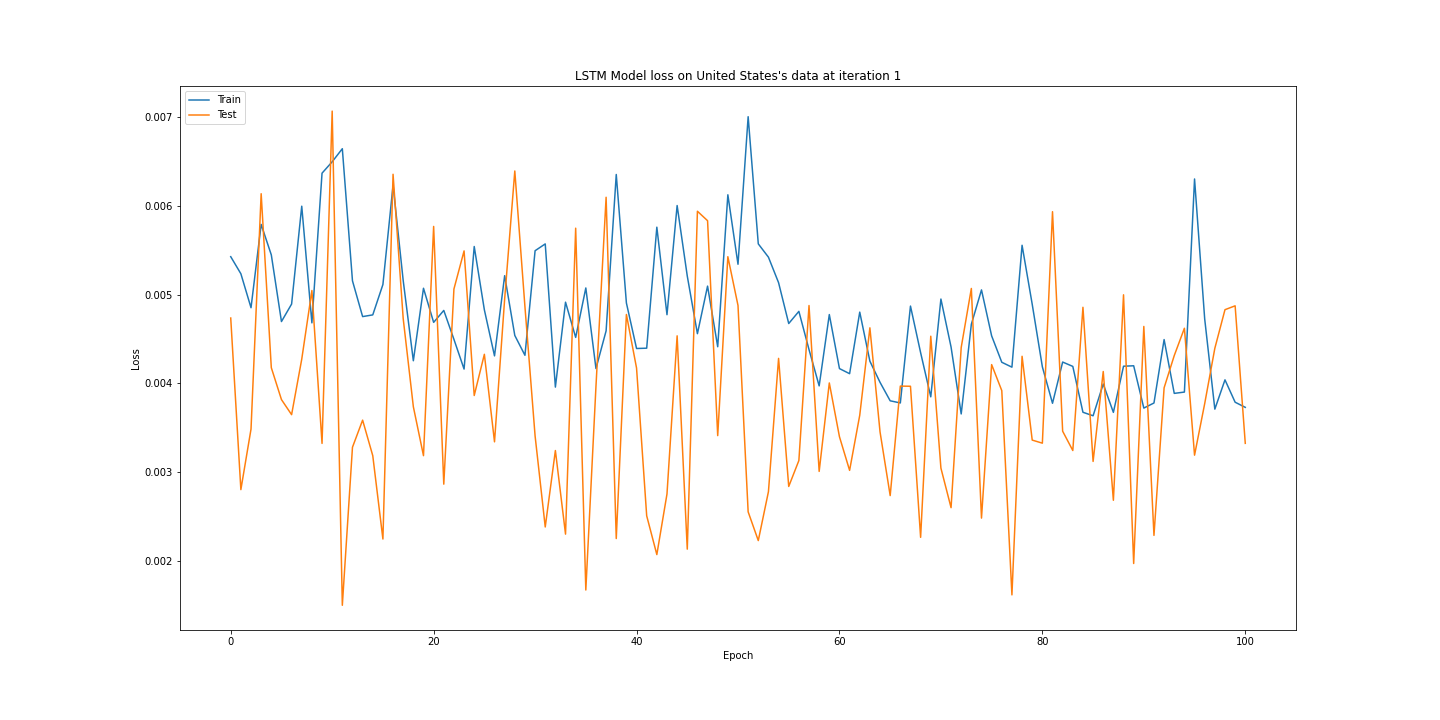 LSTM Model loss on United States's data at iteration 1
Train
Test
0.007
0.006
0.005
0.004
0.003
0.002
Loss
0 20 40 60 80 100
Epoch